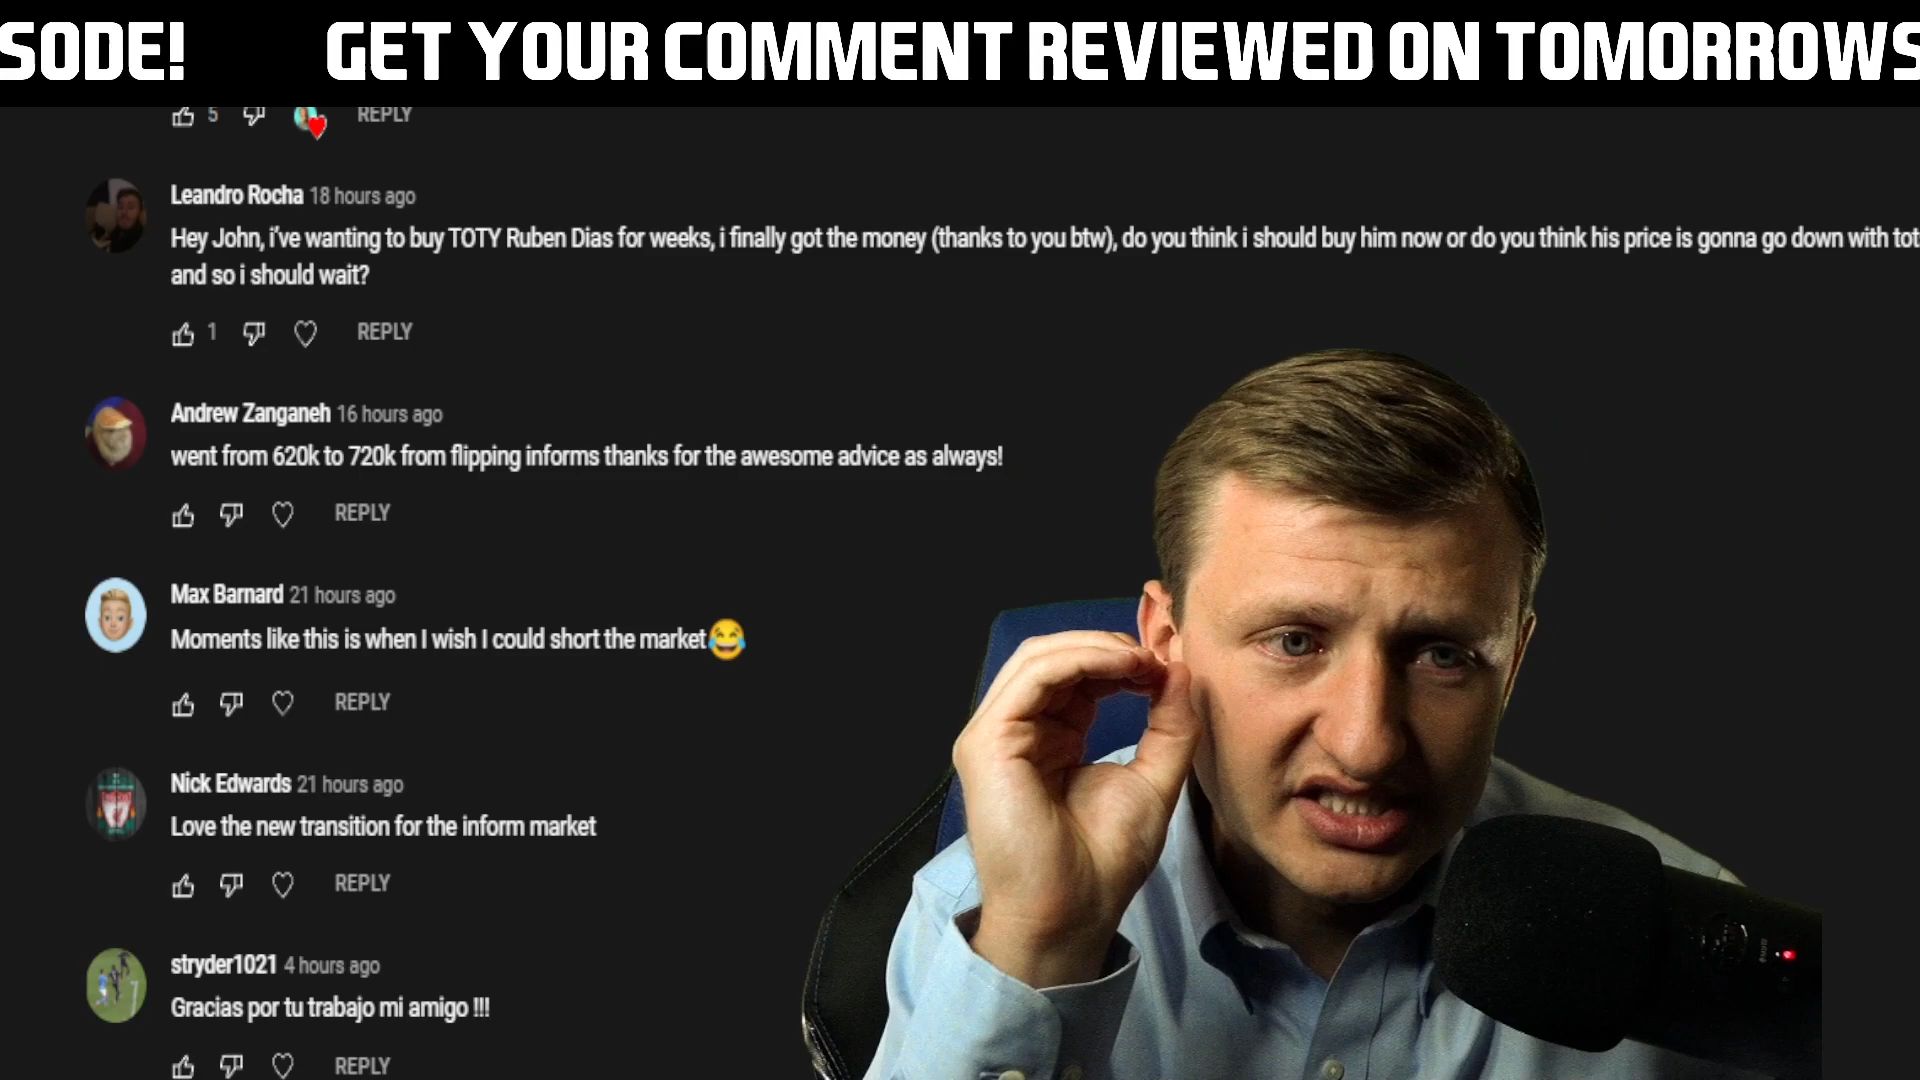 SODE! GET YOUR COMMENT REVIEWED ON TOMORROWS
5 REPLY
Leandro Rocha 18 hours ago
Hey John, i've wanting to buy TOTY Ruben Dias for weeks, i finally got the money (thanks to you btw), do you think i should buy him now or do you think his price is gonna go down with tot
and so i should wait?
1 REPLY
Andrew Zanganeh 16 hours ago
went from 620k to 720k from flipping informs thanks for the awesome advice as always!
REPLY
Max Barnard 21 hours ago
Moments like this is when I wish I could short the market😂
REPLY
Nick Edwards 21 hours ago
Love the new transition for the inform market
REPLY
stryder1021 4 hours ago
Gracias por tu trabajo mi amigo !!!
REPLY